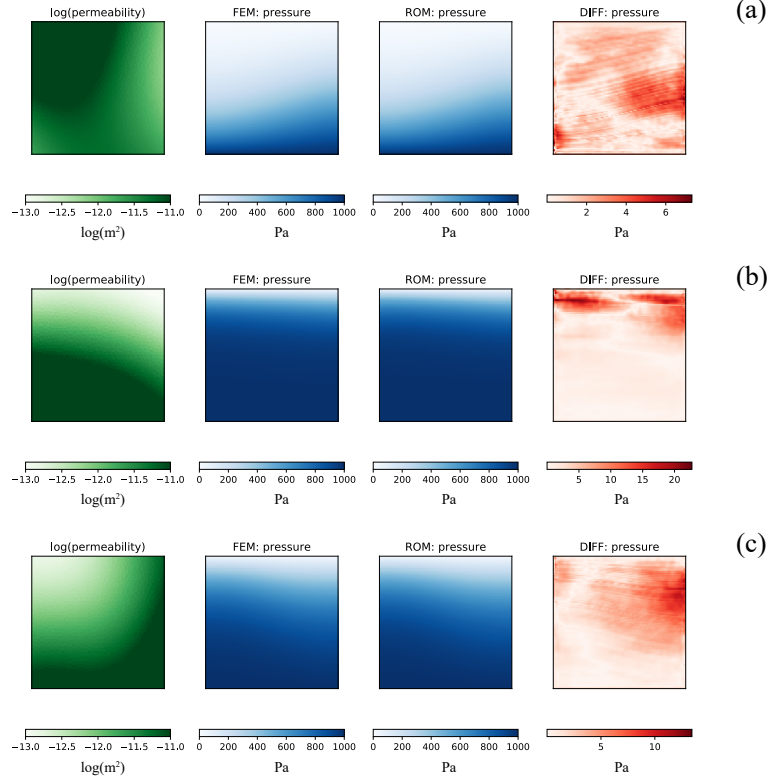 (a)
log(permeability) FEM: pressure ROM: pressure DIFF: pressure
−13.0 −12.5 −12.0 −11.5 −11.0 0 200 400 600 800 1000 0 200 400 600 800 1000 2 4 6
log(m²) Pa Pa Pa
(b)
log(permeability) FEM: pressure ROM: pressure DIFF: pressure
−13.0 −12.5 −12.0 −11.5 −11.0 0 200 400 600 800 1000 0 200 400 600 800 1000 5 10 15 20
log(m²) Pa Pa Pa
(c)
log(permeability) FEM: pressure ROM: pressure DIFF: pressure
−13.0 −12.5 −12.0 −11.5 −11.0 0 200 400 600 800 1000 0 200 400 600 800 1000 5 10
log(m²) Pa Pa Pa